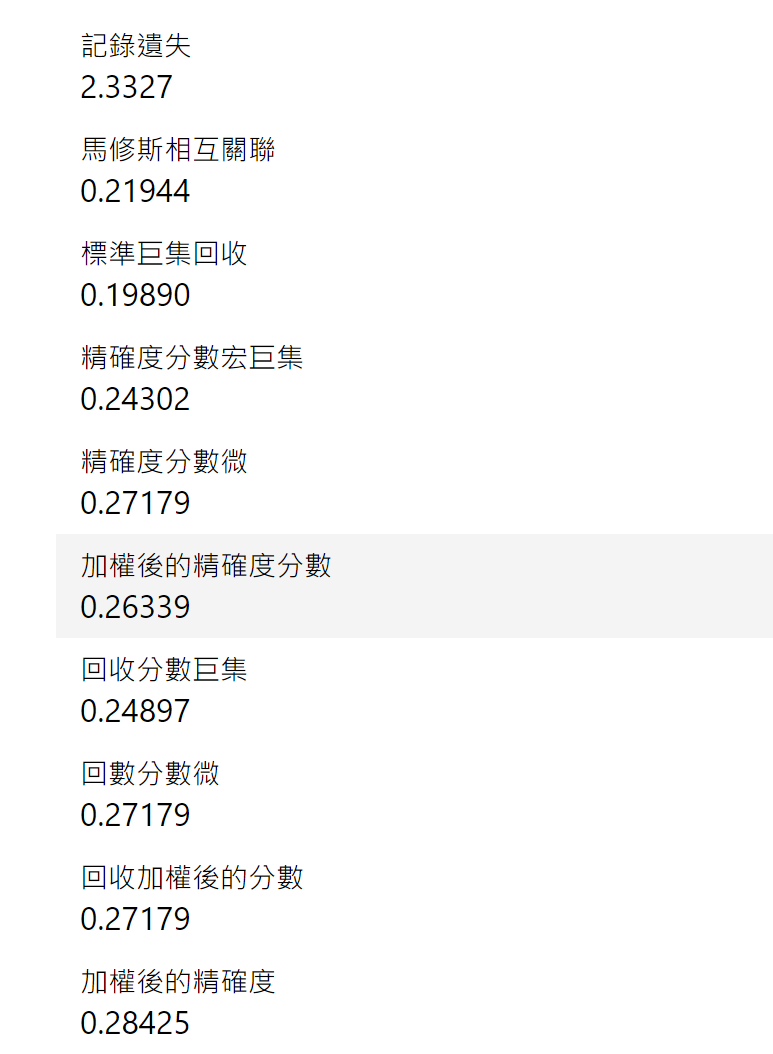 記錄遺失
2.3327
馬修斯相互關聯
0.21944
標準巨集回收
0.19890
精確度分數宏巨集
0.24302
精確度分數微
0.27179
加權後的精確度分數
0.26339
回收分數巨集
0.24897
回數分數微
0.27179
回收加權後的分數
0.27179
加權後的精確度
0.28425